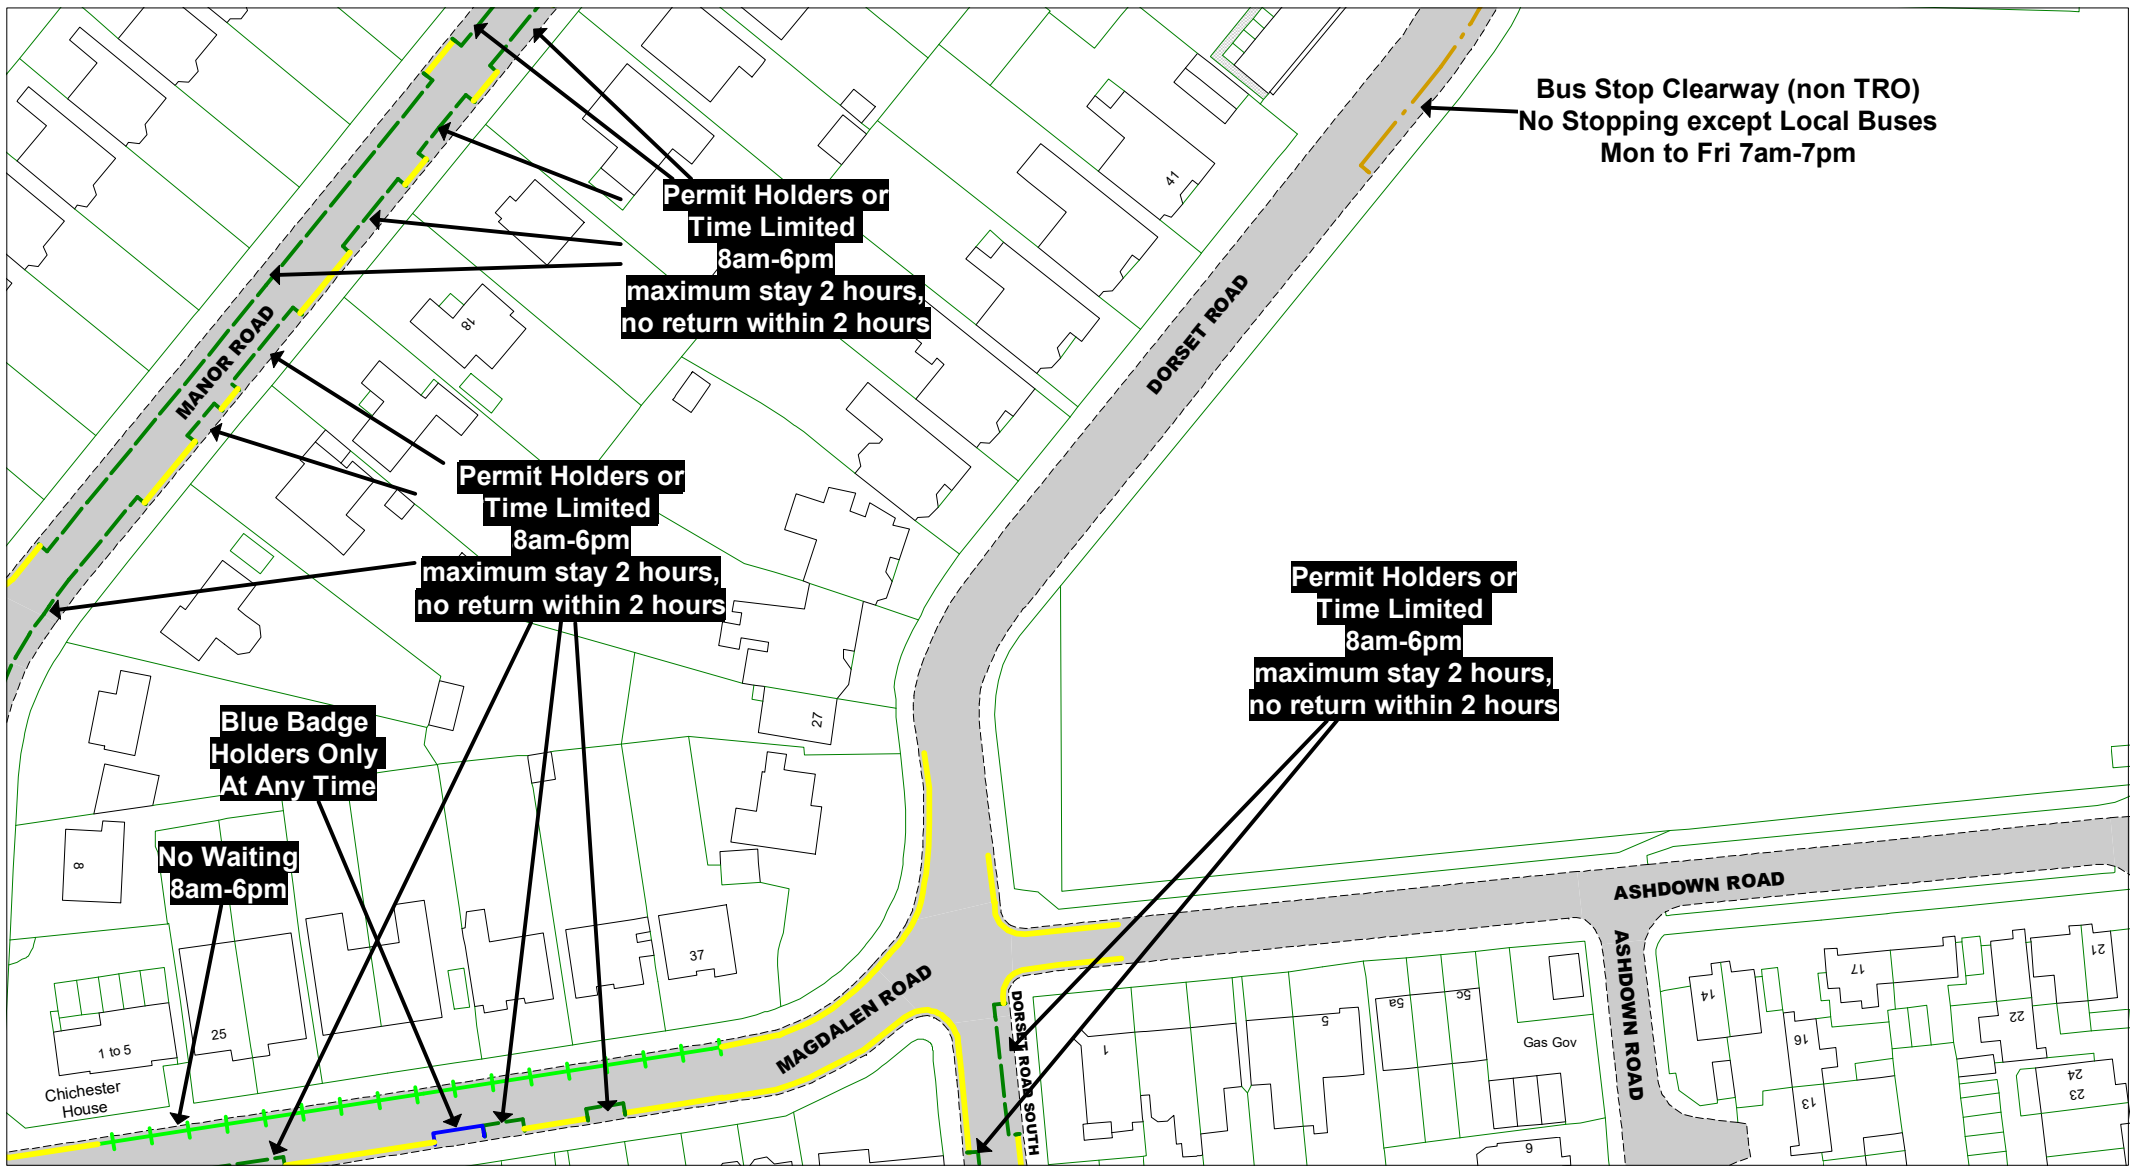 Bus Stop Clearway (non TRO)
No Stopping except Local Buses
Mon to Fri 7am-7pm
41
Permit Holders or
Time Limited
8am-6pm
maximum stay 2 hours,
no return within 2 hours
18
MANOR ROAD
DORSET ROAD
Permit Holders or
Time Limited
8am-6pm
maximum stay 2 hours,
no return within 2 hours
Permit Holders or
Time Limited
8am-6pm
maximum stay 2 hours,
no return within 2 hours
27
Blue Badge
Holders Only
At Any Time
8
No Waiting
8am-6pm
ASHDOWN ROAD
37
25
1 to 5
Chichester
House
MAGDALEN ROAD
DORSET ROAD SOUTH
1
5
5a
5c
Gas Gov
ASHDOWN ROAD
14
17
21
16
22
13
24
23
6